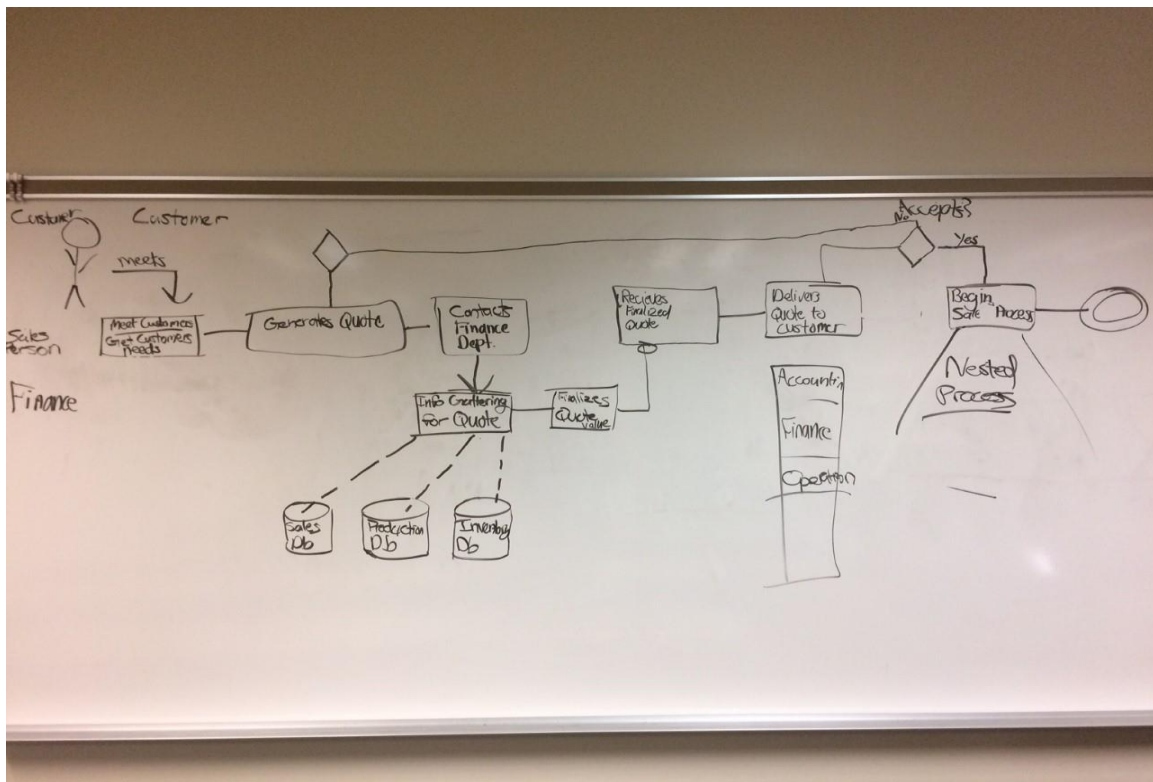 Customer
Customer
Accepts?
No
Yes
meets
Meet Customers
Get Customers
Needs
Generates Quote
Contacts
Finance
Dept.
Recieves
Finalized
Quote
Delivers
Quote to
Customer
Begin
Sale Process
Sales
Person
Finance
Info Gathering
for Quote
Finalizes
Quote
value
Accounting
Finance
Operation
Nested
Process
Sales
Db
Production
Db
Inventory
Db